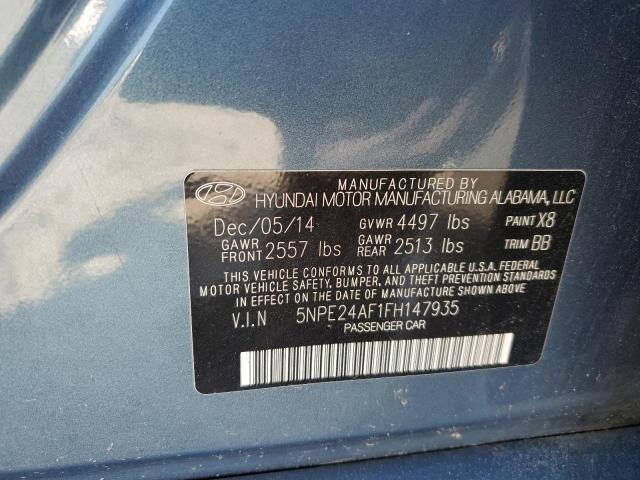 MANUFACTURED BY
HYUNDAI MOTOR MANUFACTURING ALABAMA, LLC
Dec/05/14 GVWR 4497 lbs PAINT X8
GAWR FRONT 2557 lbs GAWR REAR 2513 lbs TRIM BB
THIS VEHICLE CONFORMS TO ALL APPLICABLE U.S.A. FEDERAL
MOTOR VEHICLE SAFETY, BUMPER, AND THEFT PREVENTION STANDARDS
IN EFFECT ON THE DATE OF MANUFACTURE SHOWN ABOVE.
V.I.N 5NPE24AF1FH147935
PASSENGER CAR